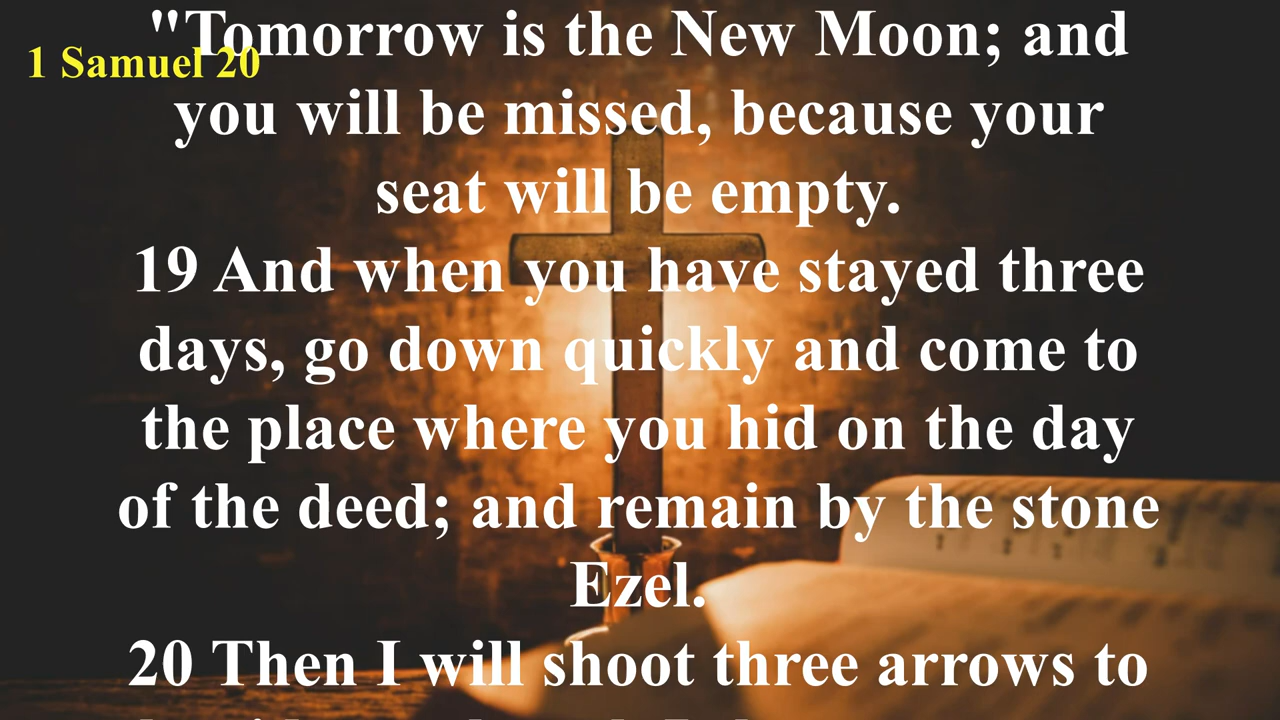 "Tomorrow is the New Moon; and
1 Samuel 20
you will be missed, because your
seat will be empty.
19 And when you have stayed three
days, go down quickly and come to
the place where you hid on the day
of the deed; and remain by the stone
Ezel.
20 Then I will shoot three arrows to